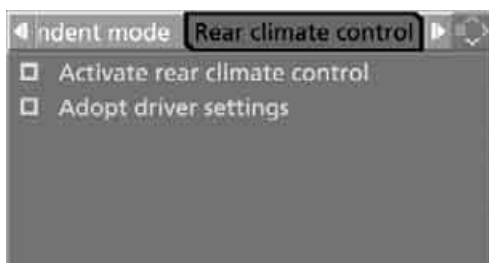 ndent mode Rear climate control
Activate rear climate control
Adopt driver settings